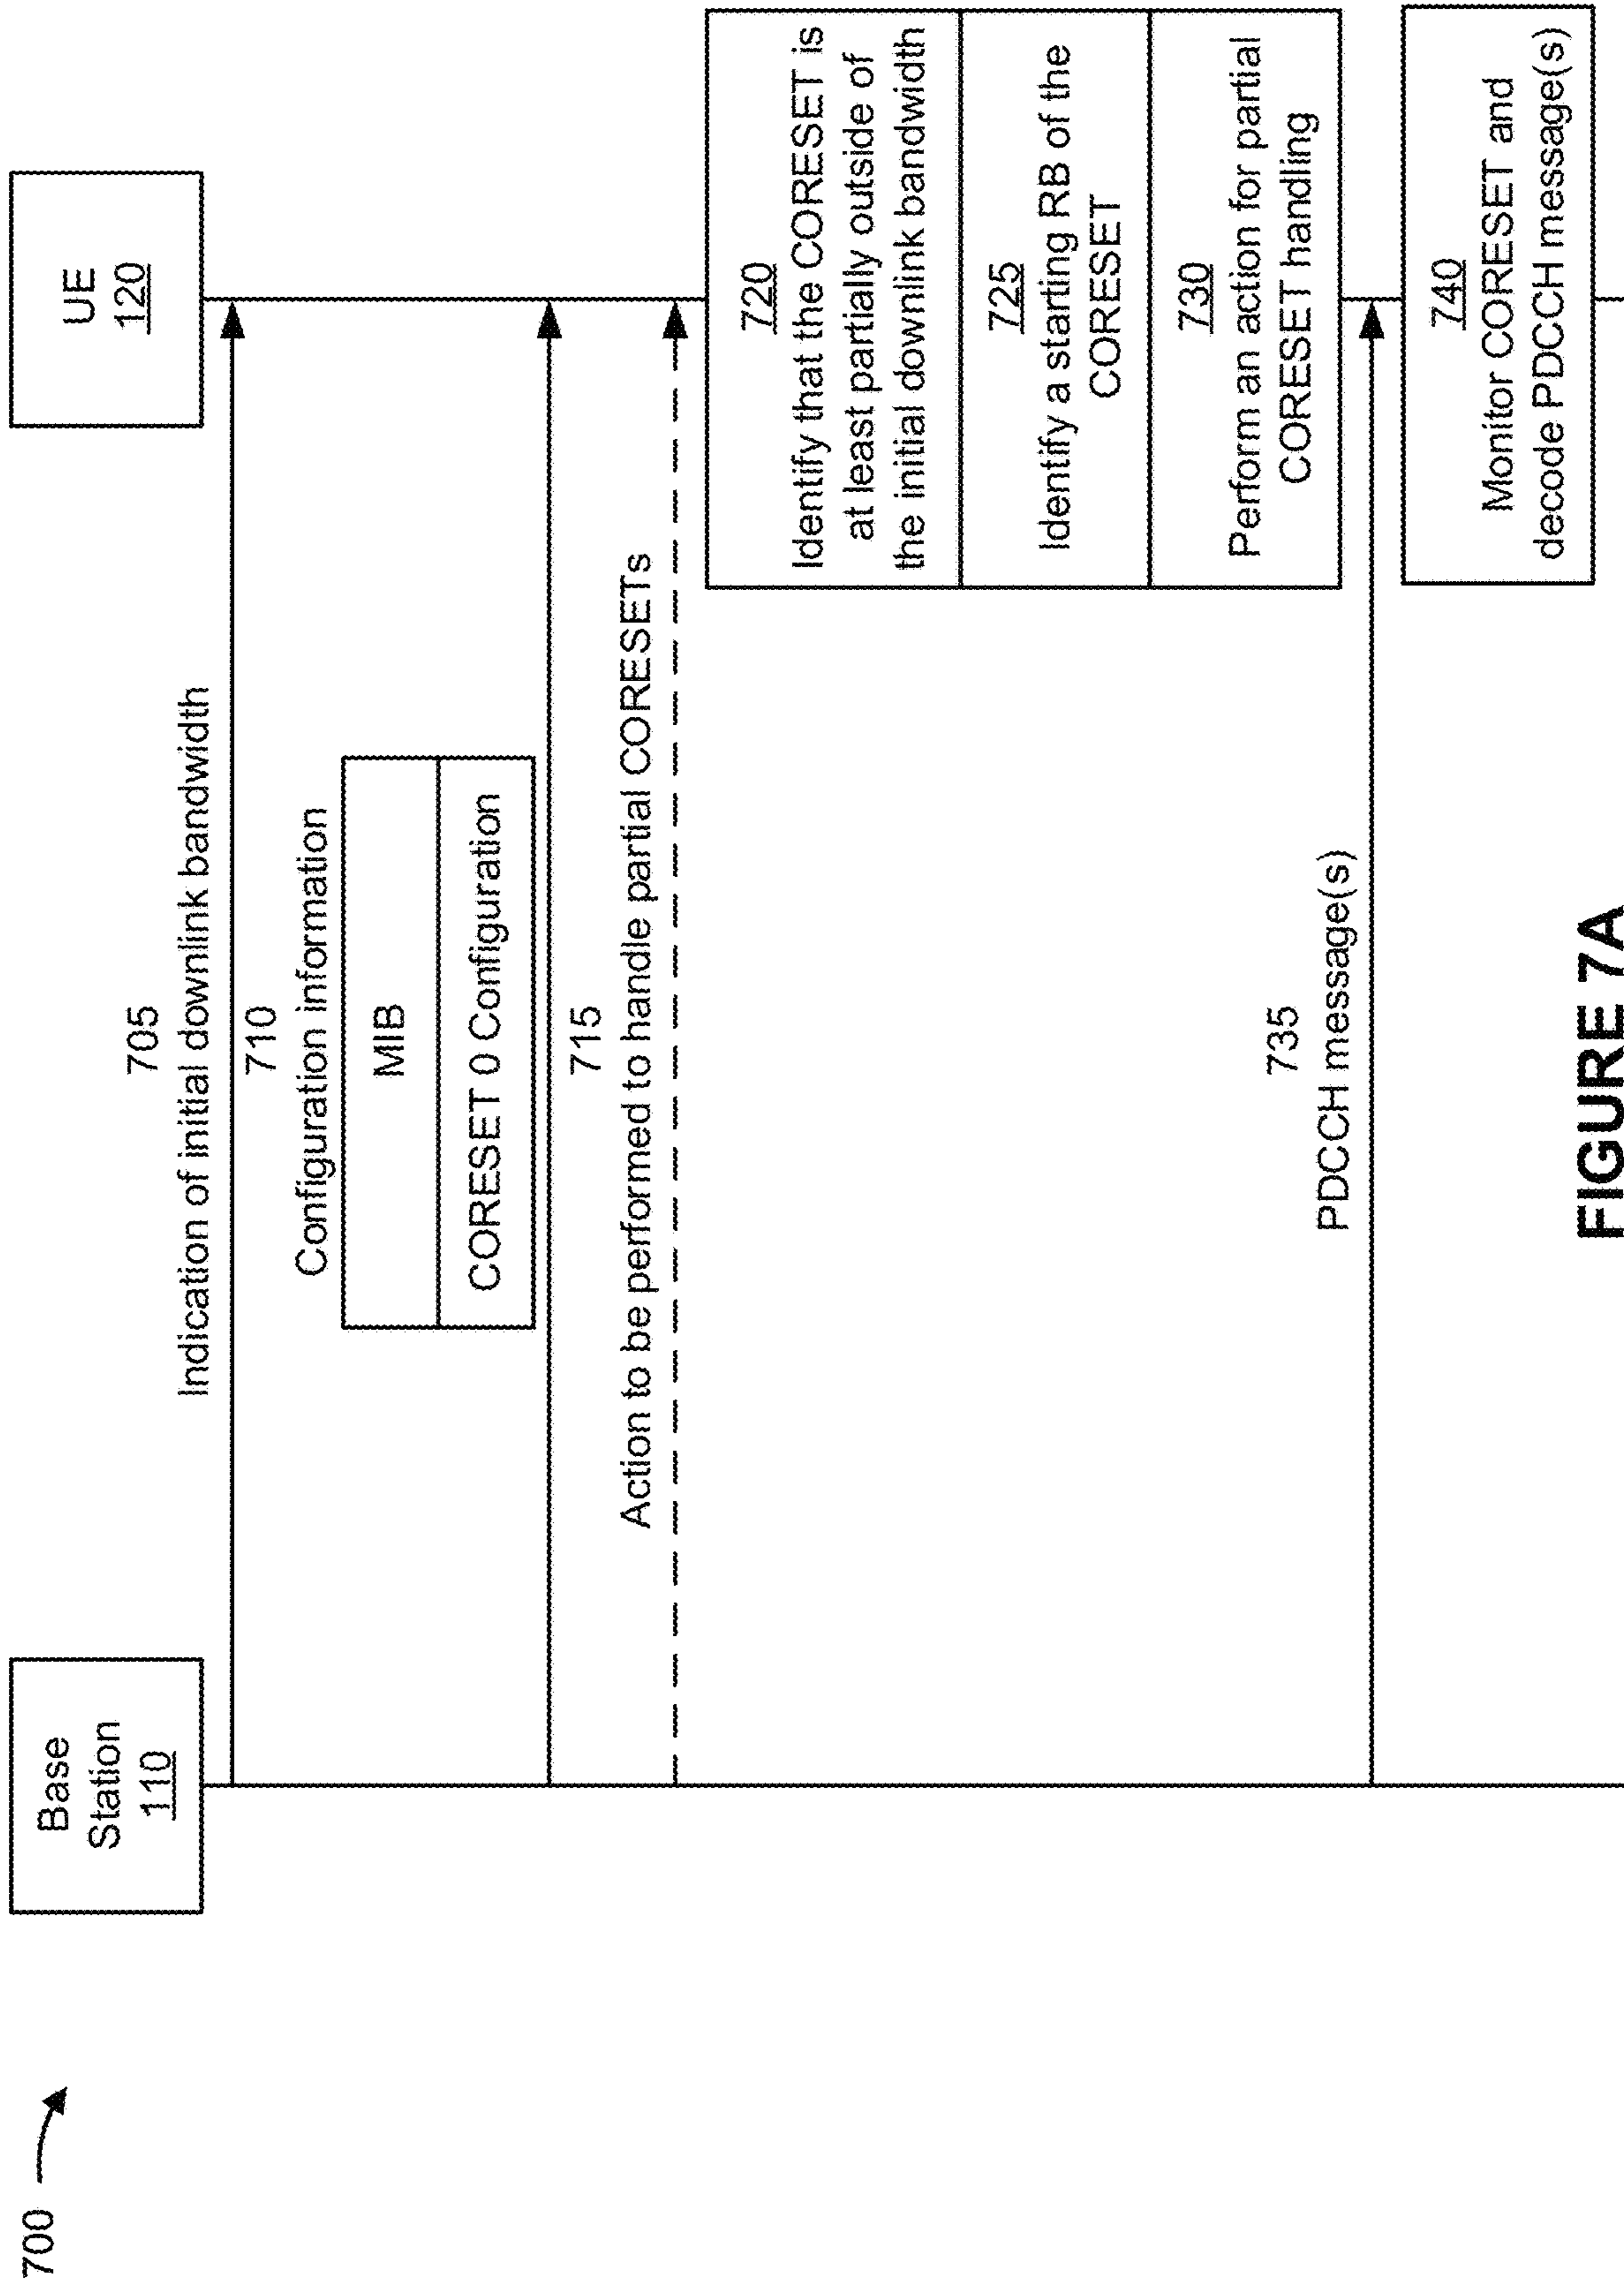 700
Base
Station
110
UE
120
705
Indication of initial downlink bandwidth
710
Configuration information
MIB
CORESET 0 Configuration
715
Action to be performed to handle partial CORESETs
720
Identify that the CORESET is
at least partially outside of
the initial downlink bandwidth
725
Identify a starting RB of the
CORESET
730
Perform an action for partial
CORESET handling
735
PDCCH message(s)
740
Monitor CORESET and
decode PDCCH message(s)
FIGURE 7A